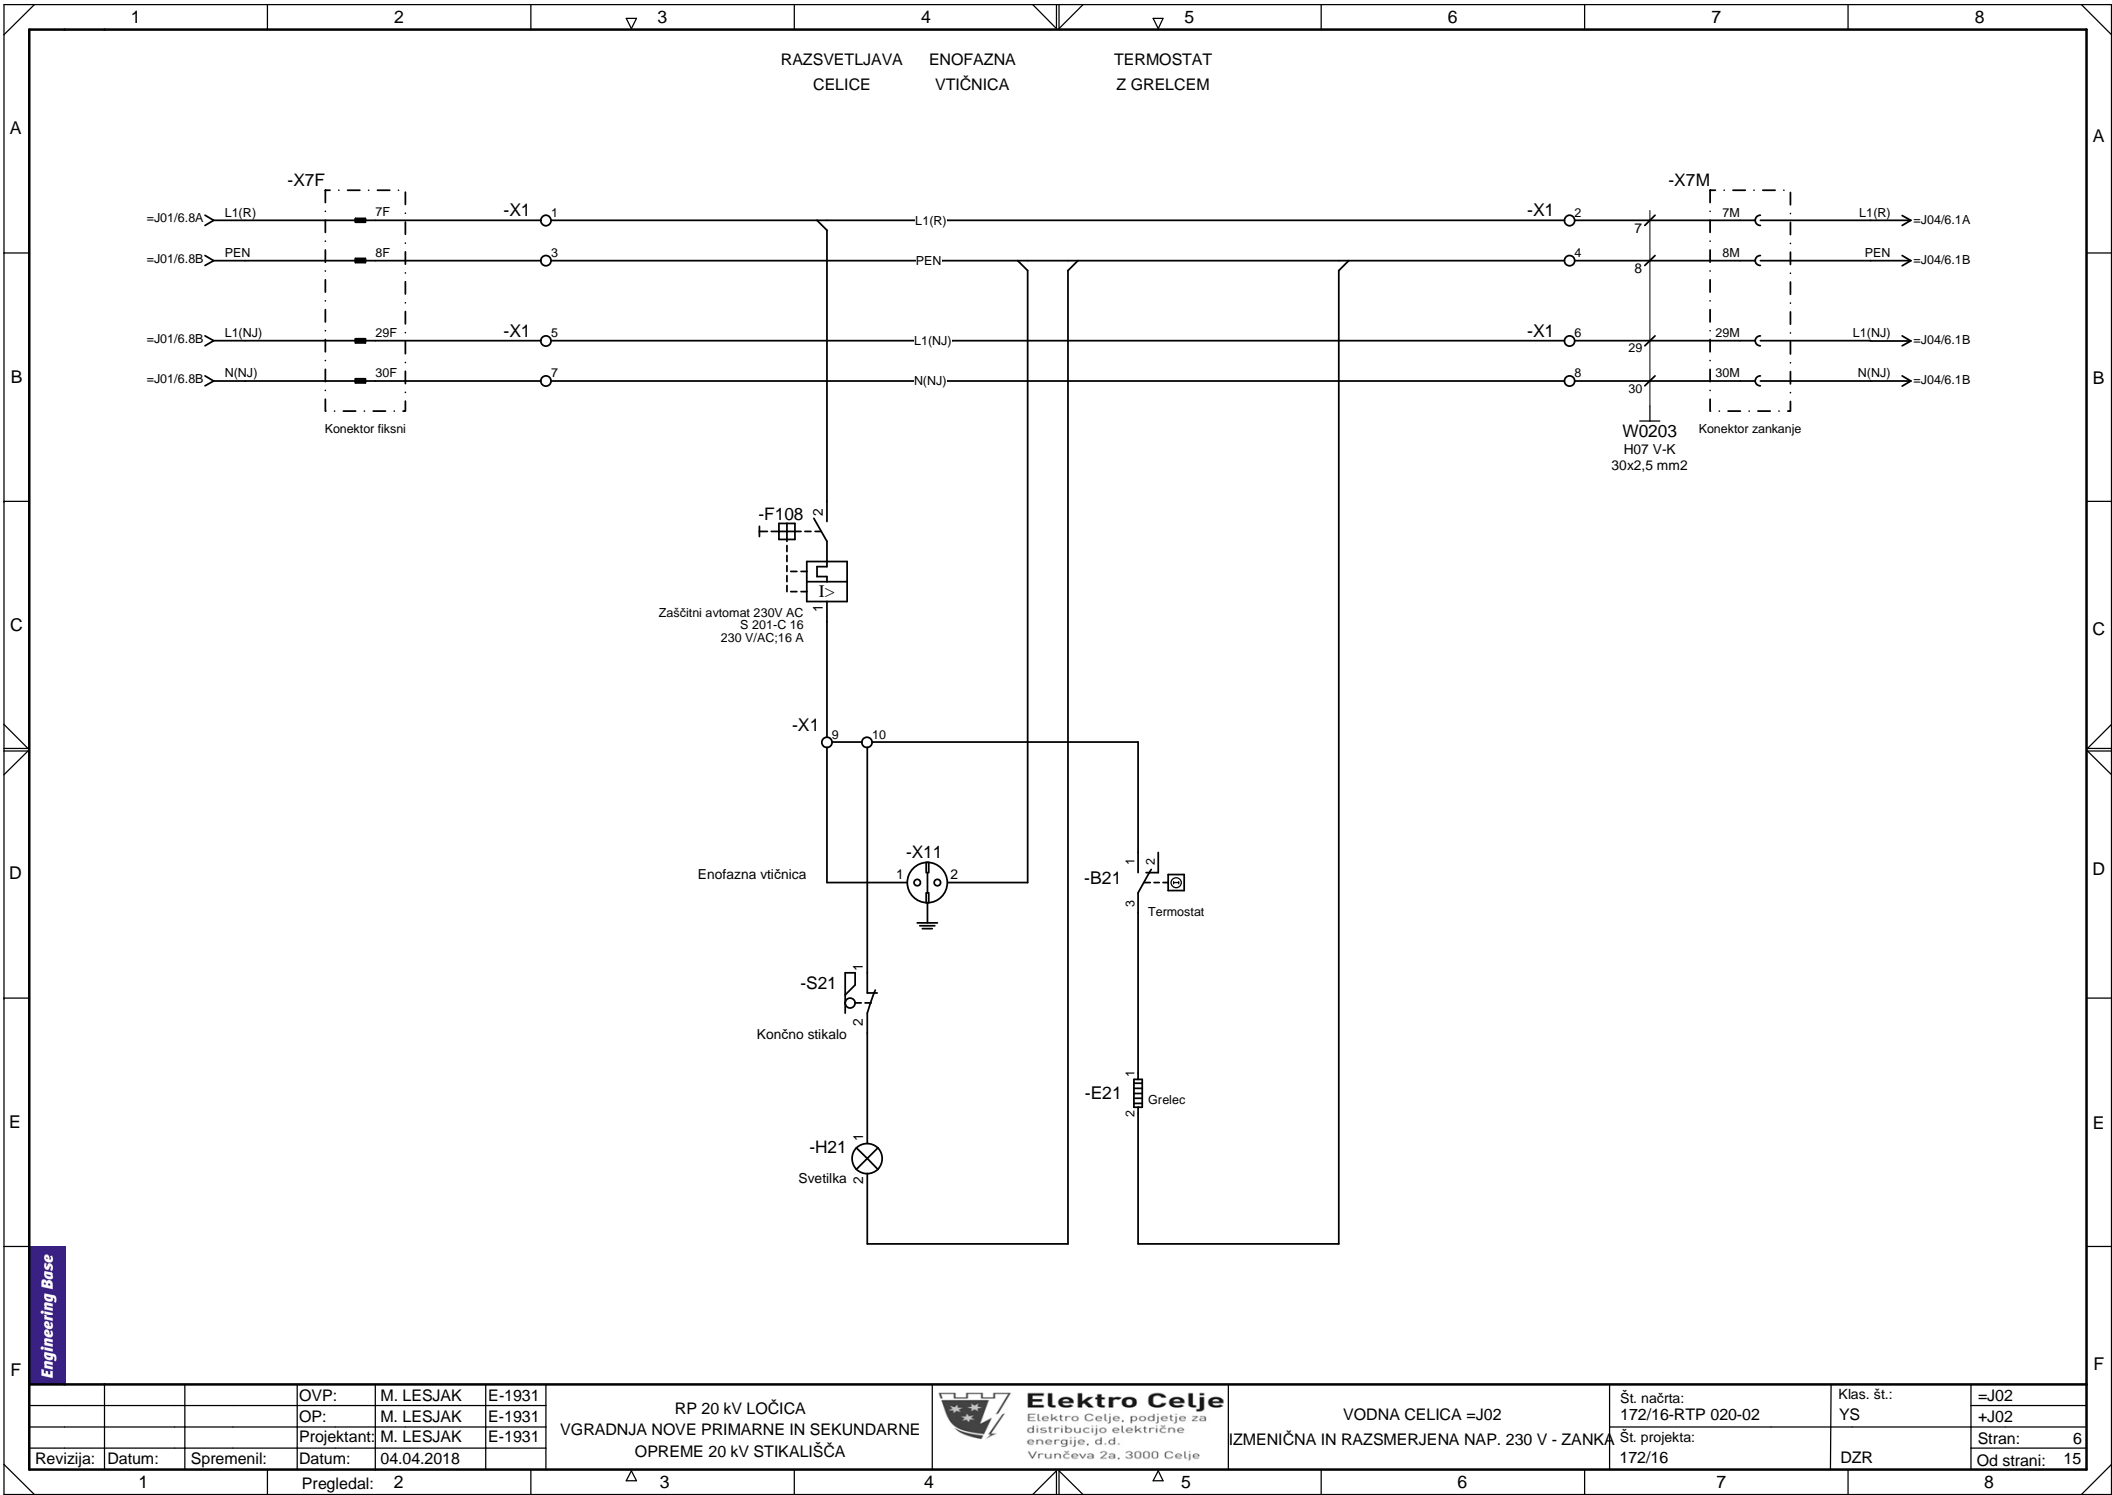 1 2 3 4 5 6 7 8
RAZSVETLJAVA CELICE
ENOFAZNA VTIČNICA
TERMOSTAT Z GRELCEM
A A
-X7F -X7M
=J01/6.8A L1(R) 7F -X1 1 L1(R) -X1 2 7 7M L1(R) =J04/6.1A
=J01/6.8B PEN 8F 3 PEN 4 8 8M PEN =J04/6.1B
=J01/6.8B L1(NJ) 29F -X1 5 L1(NJ) -X1 6 29 29M L1(NJ) =J04/6.1B
B B
=J01/6.8B N(NJ) 30F 7 N(NJ) 8 30 30M N(NJ) =J04/6.1B
Konektor fiksni
W0203
H07 V-K
30x2,5 mm2
Konektor zankanje
-F108 2
I>
1
Zaščitni avtomat 230V AC
S 201-C 16
230 V/AC;16 A
C C
-X1 9 10
-X11
Enofazna vtičnica 1 2
D D
-B21 1 2
3
Termostat
-S21 1
2
Končno stikalo
-E21 1
2
Grelec
E E
-H21 1
Svetilka 2
Engineering Base
F F
OVP: M. LESJAK E-1931
OP: M. LESJAK E-1931
Projektant: M. LESJAK E-1931
Revizija: Datum: Spremenil: Datum: 04.04.2018
RP 20 kV LOČICA
VGRADNJA NOVE PRIMARNE IN SEKUNDARNE
OPREME 20 kV STIKALIŠČA
Elektro Celje
Elektro Celje, podjetje za
distribucijo električne
energije, d.d.
Vrunčeva 2a, 3000 Celje
VODNA CELICA =J02
IZMENIČNA IN RAZSMERJENA NAP. 230 V - ZANKA
Št. načrta:
172/16-RTP 020-02
Št. projekta:
172/16
Klas. št.:
YS
DZR
=J02
+J02
Stran: 6
Od strani: 15
1 Pregledal: 2 3 4 5 6 7 8